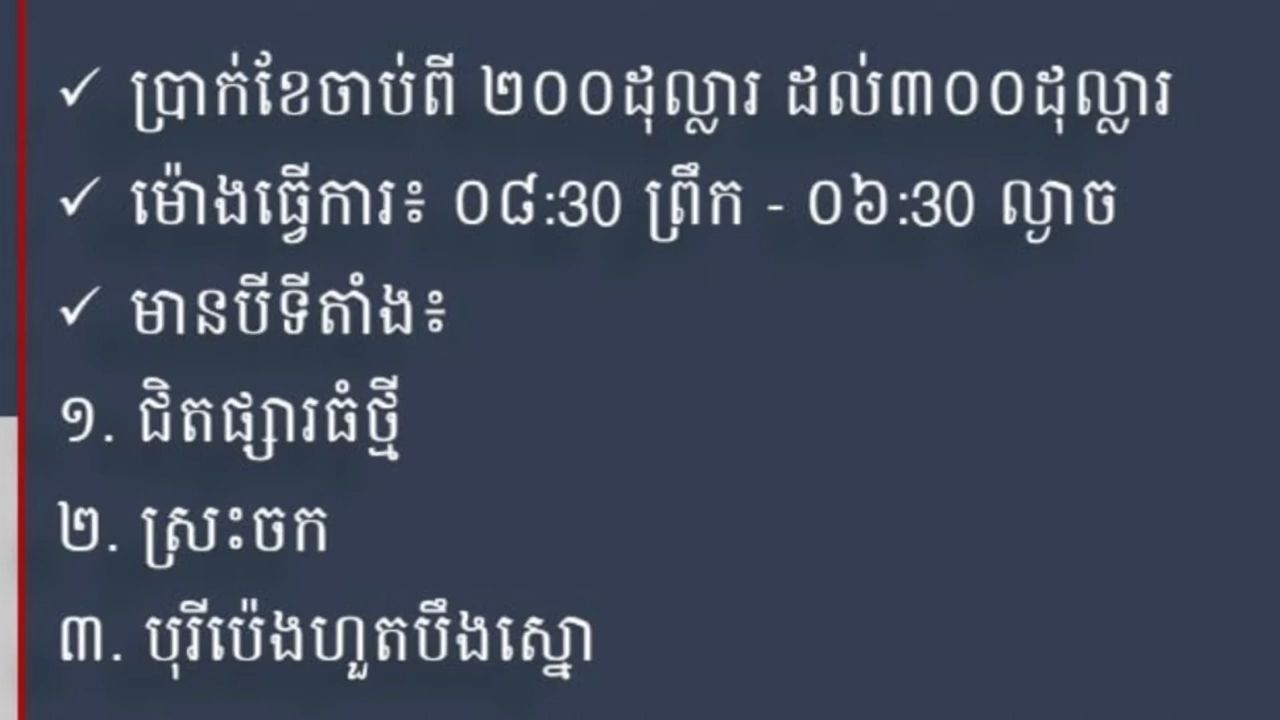 ✓ ប្រាក់ខែចាប់ពី ២០០ដុល្លារ ដល់៣០០ដុល្លារ
✓ ម៉ោងធ្វើការ៖ ០៨:30 ព្រឹក - ០៦:30 ល្ងាច
✓ មានបីទីតាំង៖
១. ជិតផ្សារធំថ្មី
២. ស្រះចក
៣. បុរីប៉េងហួតបឹងស្នោ